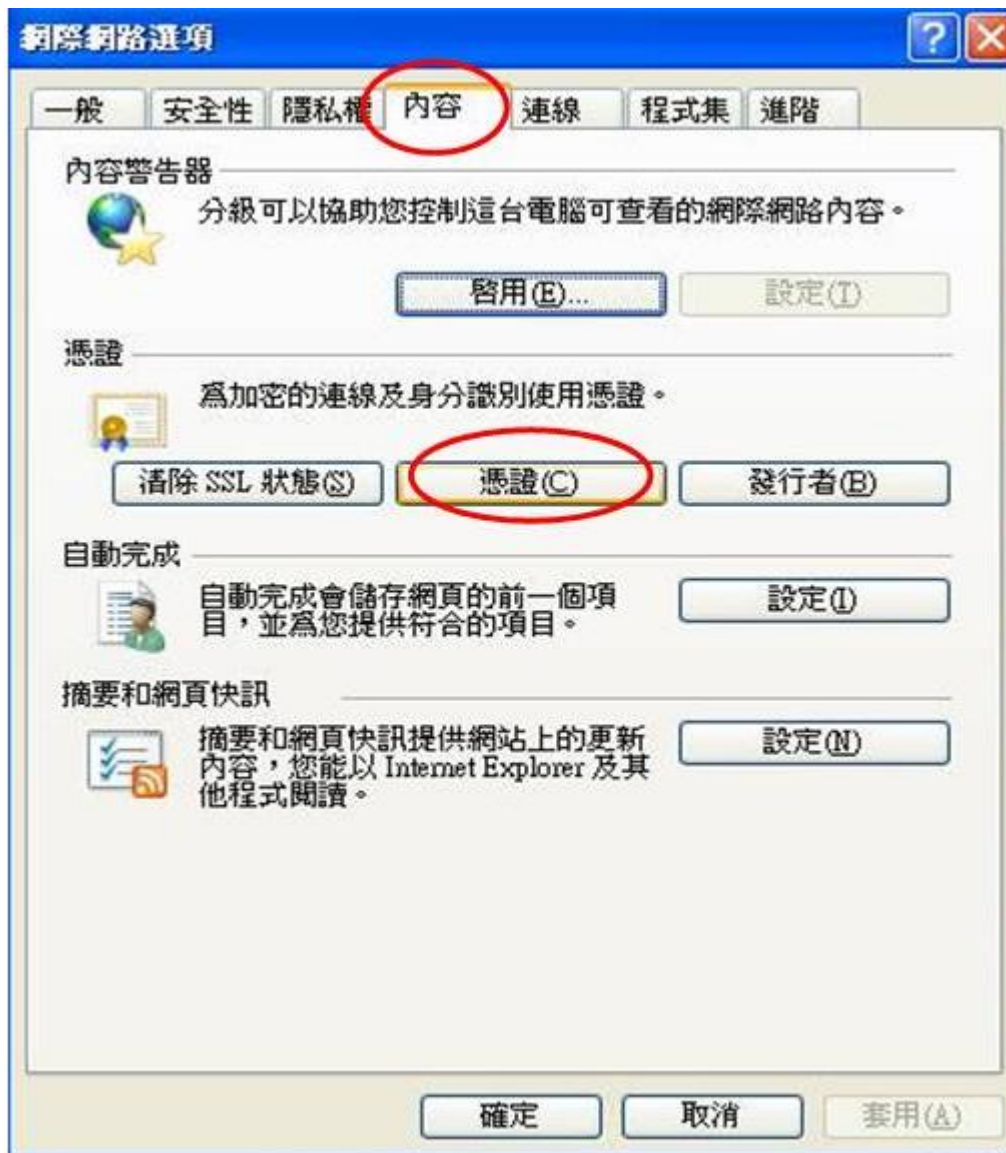 網際網路選項
一般 安全性 隱私權 內容 連線 程式集 進階
內容警告器
分級可以協助您控制這台電腦可查看的網際網路內容。
啓用(E)... 設定(T)
憑證
爲加密的連線及身分識別使用憑證。
清除 SSL 狀態(S) 憑證(C) 發行者(B)
自動完成
自動完成會儲存網頁的前一個項
目，並爲您提供符合的項目。
設定(I)
摘要和網頁快訊
摘要和網頁快訊提供網站上的更新
內容，您能以 Internet Explorer 及其
他程式閱讀。
設定(N)
確定 取消 套用(A)